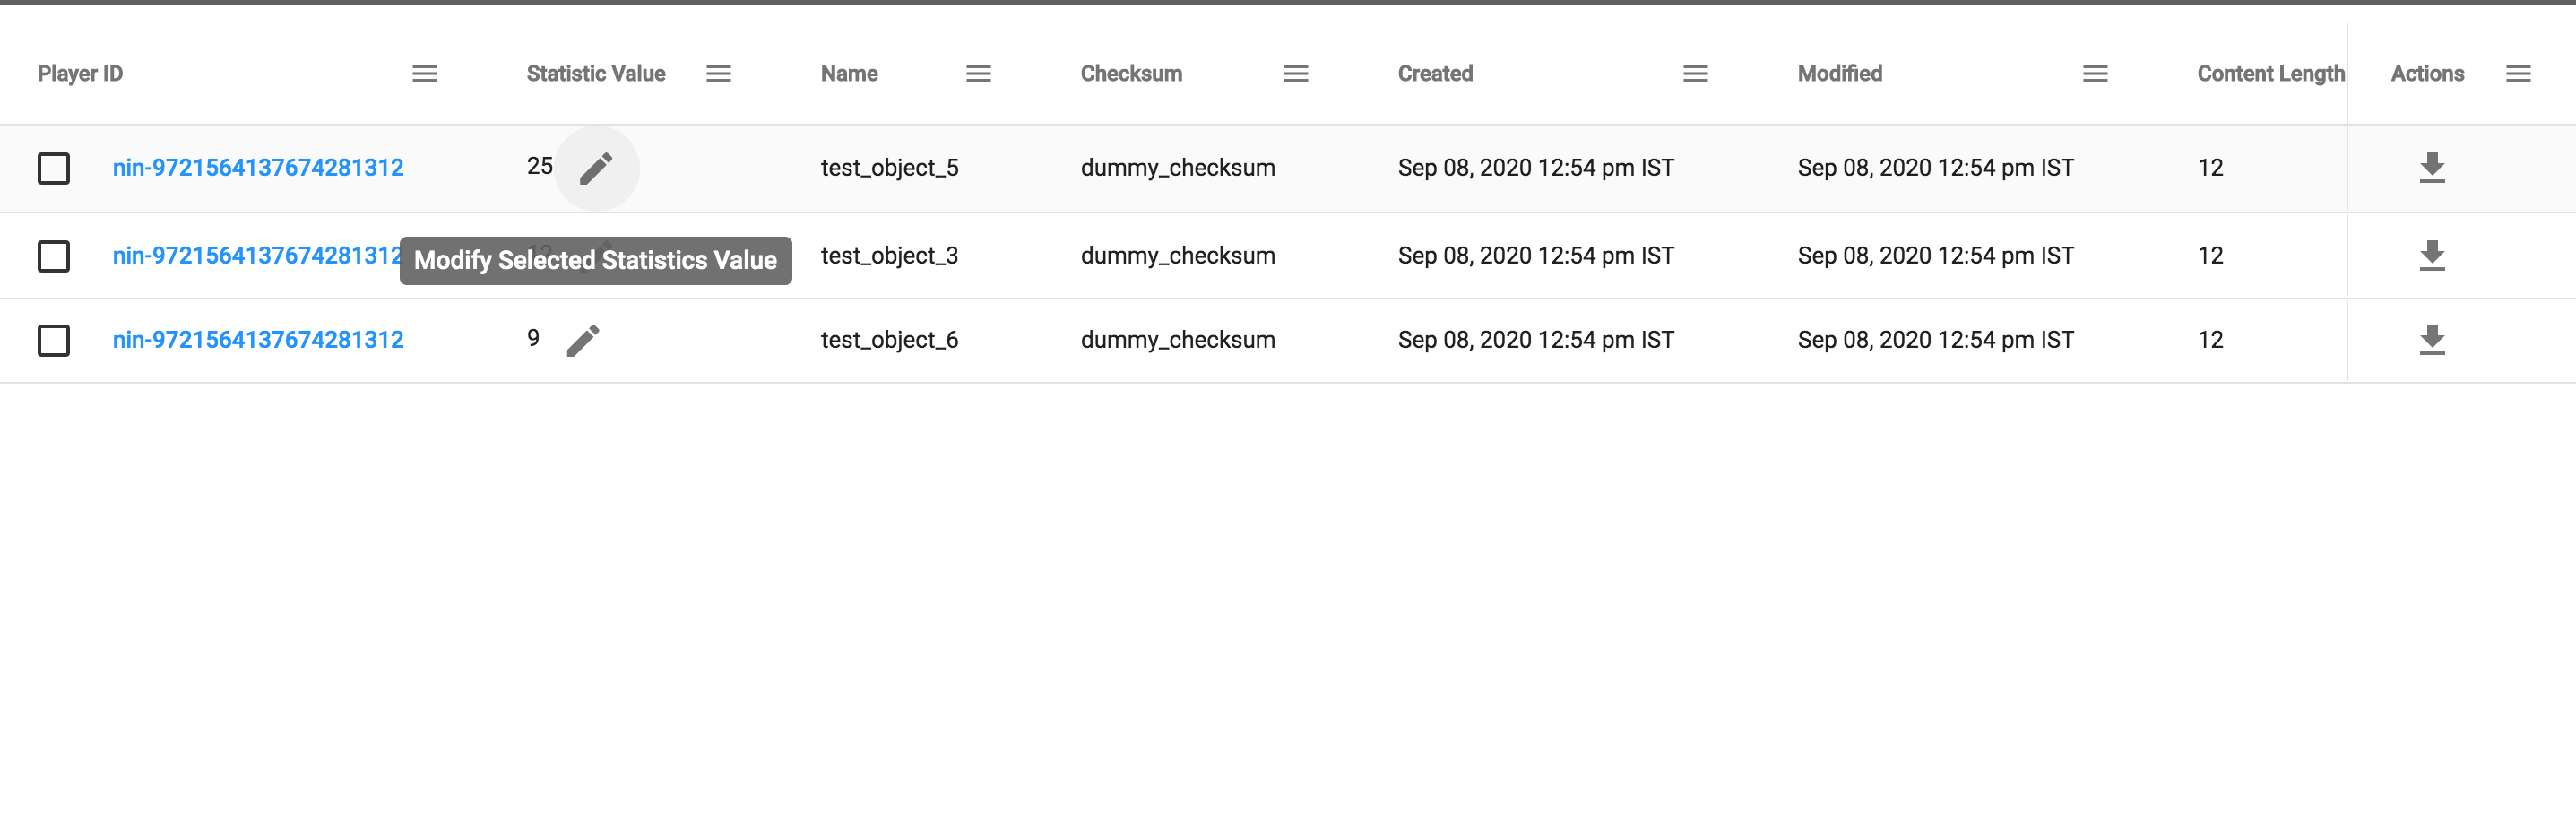 Player ID Statistic Value Name Checksum Created Modified Content Length Actions
nin-9721564137674281312 25 test_object_5 dummy_checksum Sep 08, 2020 12:54 pm IST Sep 08, 2020 12:54 pm IST 12
nin-9721564137674281312 Modify Selected Statistics Value test_object_3 dummy_checksum Sep 08, 2020 12:54 pm IST Sep 08, 2020 12:54 pm IST 12
nin-9721564137674281312 9 test_object_6 dummy_checksum Sep 08, 2020 12:54 pm IST Sep 08, 2020 12:54 pm IST 12